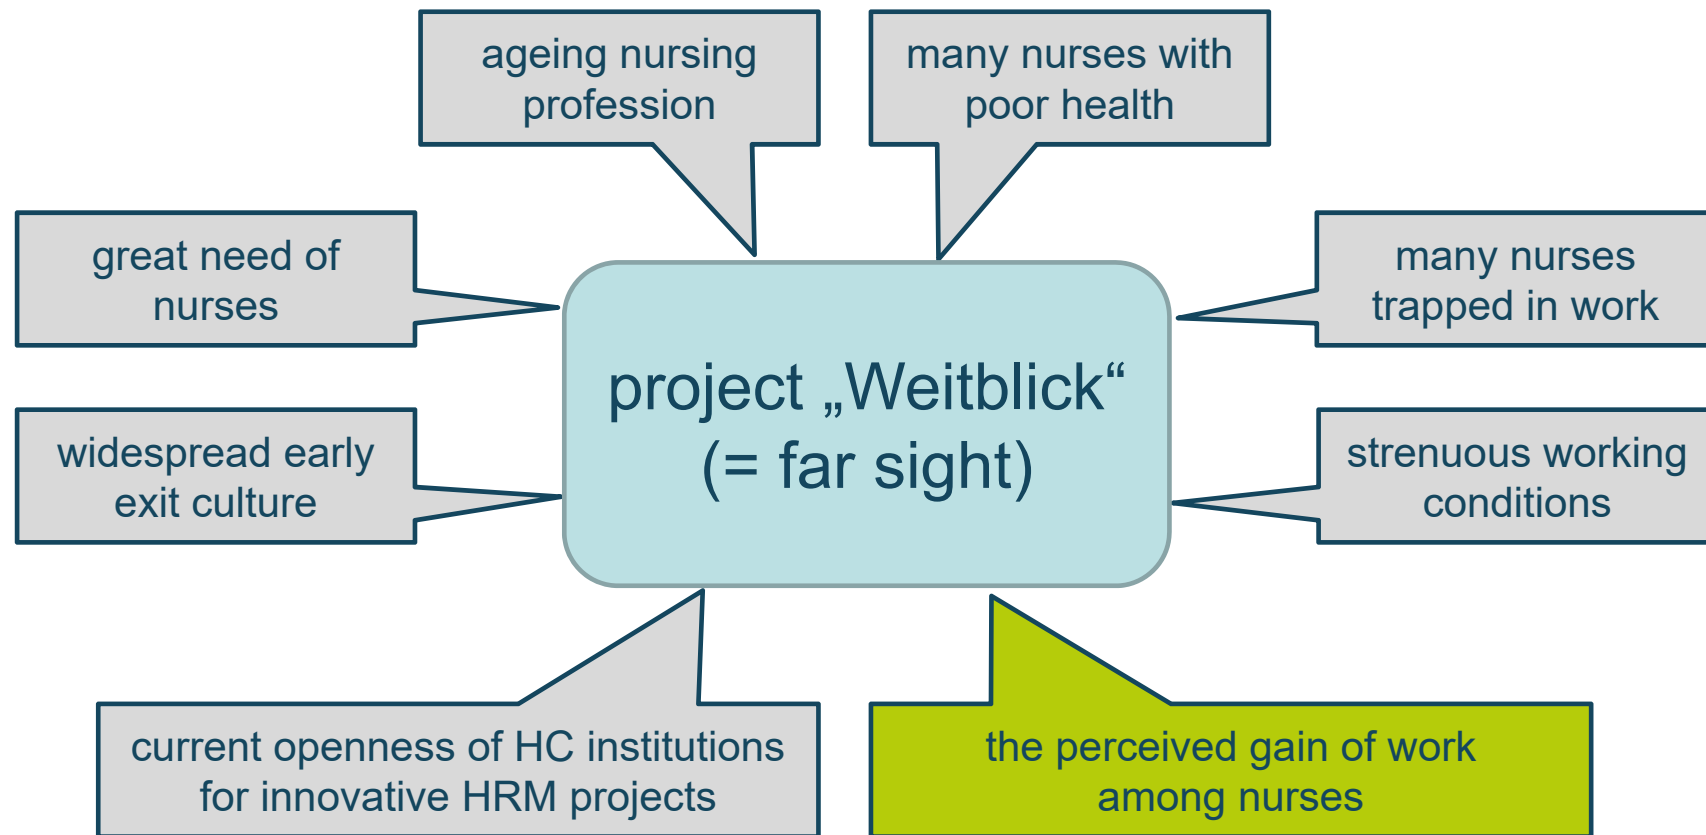 ageing nursing
profession
many nurses with
poor health
great need of
nurses
many nurses
trapped in work
project „Weitblick“
(= far sight)
widespread early
exit culture
strenuous working
conditions
current openness of HC institutions
for innovative HRM projects
the perceived gain of work
among nurses